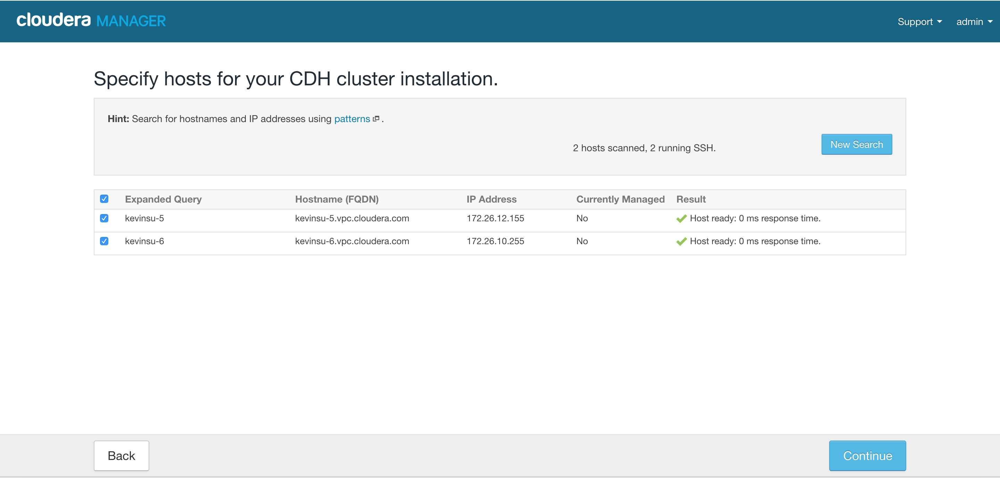 cloudera MANAGER
Support admin
Specify hosts for your CDH cluster installation.
Hint: Search for hostnames and IP addresses using patterns .
2 hosts scanned, 2 running SSH.
New Search
Expanded Query Hostname (FQDN) IP Address Currently Managed Result
kevinsu-5 kevinsu-5.vpc.cloudera.com 172.26.12.155 No Host ready: 0 ms response time.
kevinsu-6 kevinsu-6.vpc.cloudera.com 172.26.10.255 No Host ready: 0 ms response time.
Back Continue